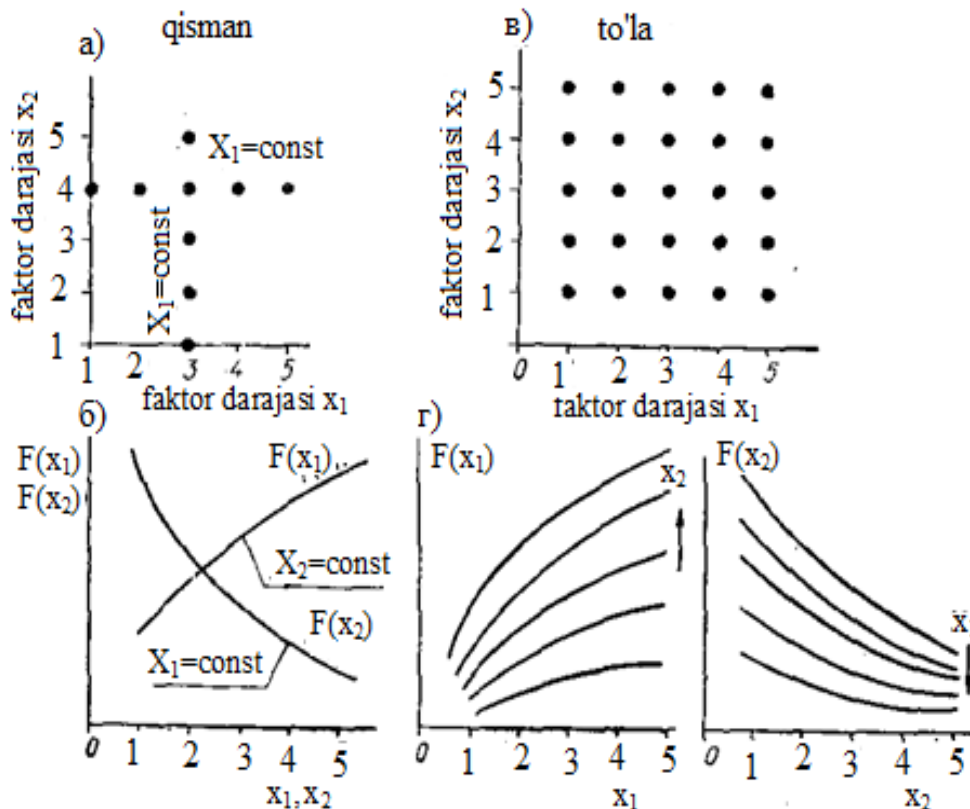 а) qisman
faktor darajasi x₂
5
4
3
2
1
X₁=const
X₁=const
1 2 3 4 5
faktor darajasi x₁
в) to'la
faktor darajasi x₂
5
4
3
2
1
0 1 2 3 4 5
taktor darajasi x₁
б)
F(x₁)
F(x₂)
F(x₁)
X₂=const
F(x₂)
X₁=const
0 1 2 3 4 5
x₁, x₂
г)
F(x₁)
x₂
0 1 2 3 4 5
x₁
F(x₂)
X
0 1 2 3 4 5
x₂